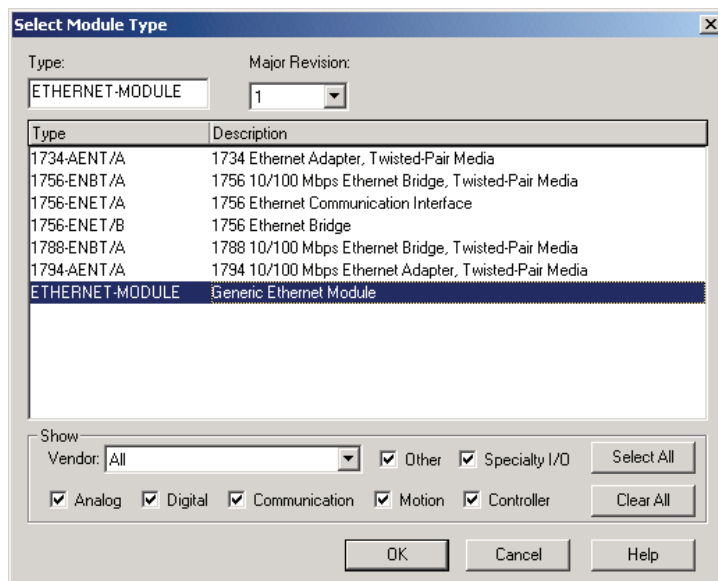 Select Module Type
Type: Major Revision:
ETHERNET-MODULE 1
Type Description
1734-AENT/A 1734 Ethernet Adapter, Twisted-Pair Media
1756-ENBT/A 1756 10/100 Mbps Ethernet Bridge, Twisted-Pair Media
1756-ENET/A 1756 Ethernet Communication Interface
1756-ENET/B 1756 Ethernet Bridge
1788-ENBT/A 1788 10/100 Mbps Ethernet Bridge, Twisted-Pair Media
1794-AENT/A 1794 10/100 Mbps Ethernet Adapter, Twisted-Pair Media
ETHERNET-MODULE Generic Ethernet Module
Show
Vendor: All Other Specialty I/O Select All
Analog Digital Communication Motion Controller Clear All
OK Cancel Help